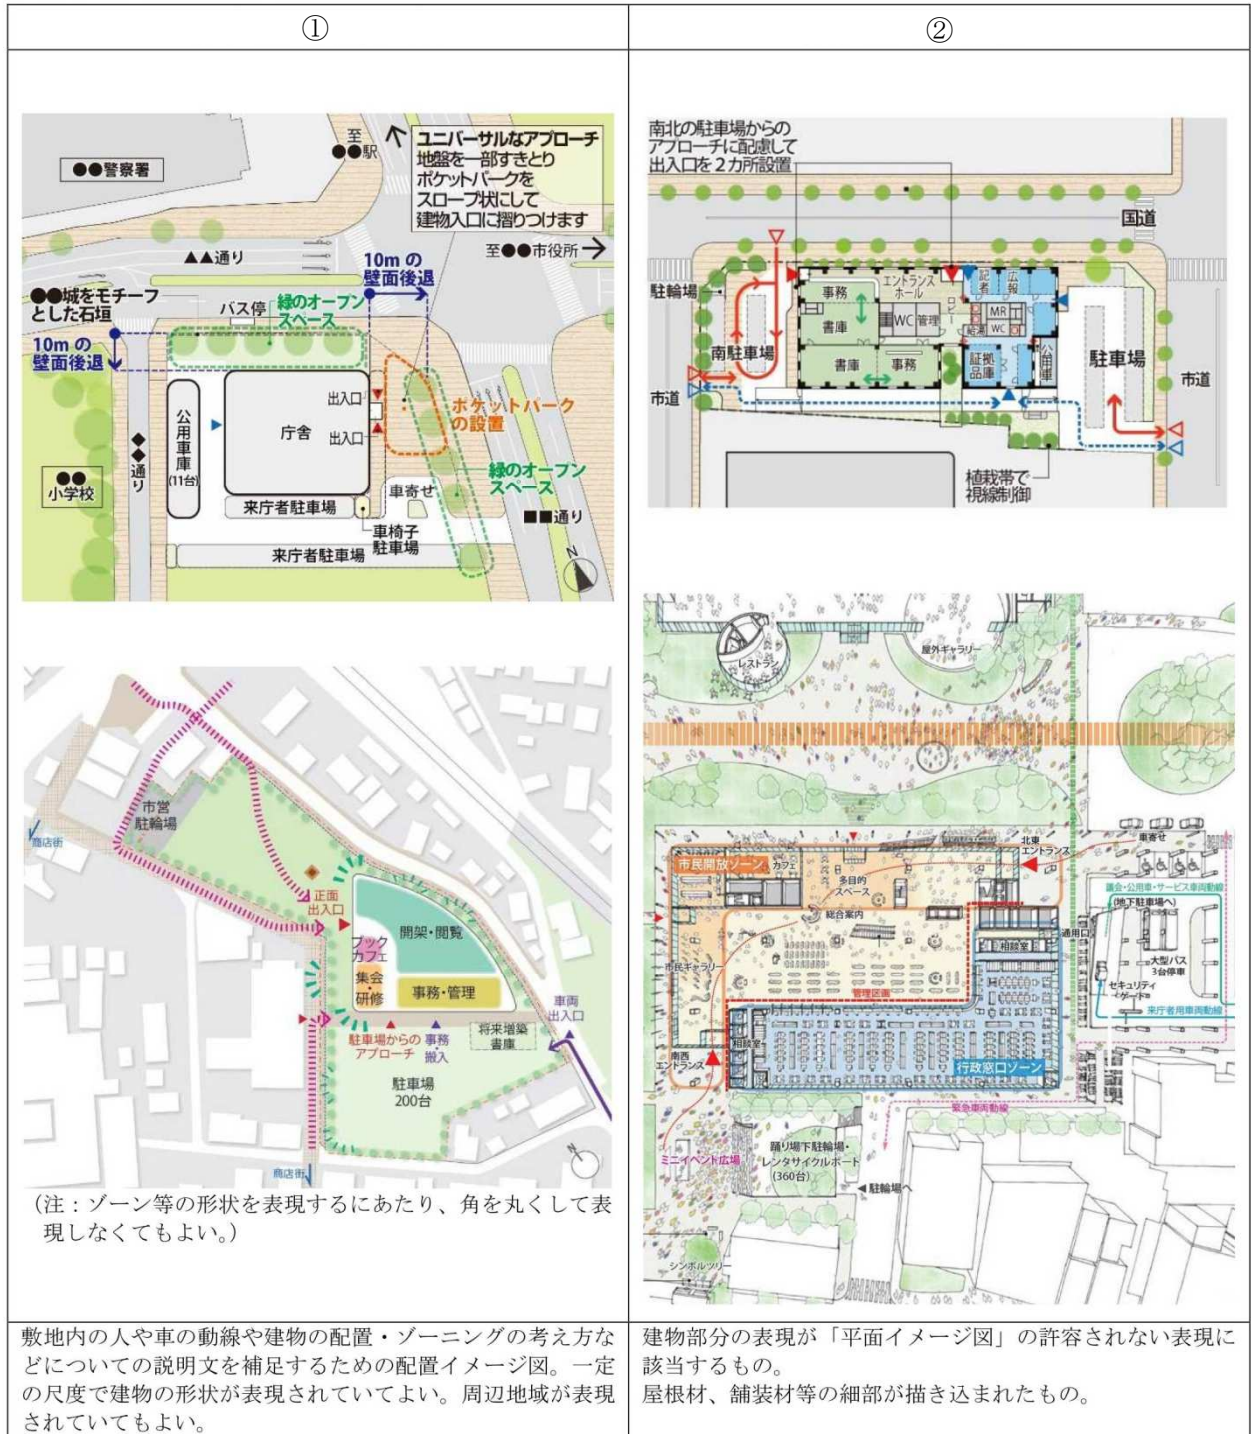 ①
②
至
●●駅
ユニバーサルなアプローチ
地盤を一部すきとり
ポケットパークを
スロープ状にして
建物入口に摺りつけます
●●警察署
至●●市役所
▲▲通り
10m の
壁面後退
●●城をモチーフ
とした石垣
バス停
緑のオープン
スペース
10m の
壁面後退
出入口
ポケットパーク
の設置
公用車庫
(11台)
庁舎
出入口
◆◆通り
●●
小学校
緑のオープン
スペース
車寄せ
■■通り
来庁者駐車場
車椅子
駐車場
来庁者駐車場
N
市営
駐輪場
商店街
正面
出入口
開架・閲覧
ブック
カフェ
集会
・
研修
事務・管理
車両
出入口
駐車場からの
アプローチ
事務
・
搬入
将来増築
書庫
駐車場
200台
商店街
N
(注：ゾーン等の形状を表現するにあたり、角を丸くして表
現しなくてもよい。)
敷地内の人や車の動線や建物の配置・ゾーニングの考え方な
どについての説明文を補足するための配置イメージ図。一定
の尺度で建物の形状が表現されていてよい。周辺地域が表現
されていてもよい。
南北の駐車場からの
アプローチに配慮して
出入口を２カ所設置
国道
駐輪場
事務
エントランス
ホール
記者
広報
書庫
WC
管理
MR
給湯
WC
南駐車場
書庫
事務
証拠
品庫
公用車庫
駐車場
市道
市道
植栽帯で
視線制御
レストラン
屋外ギャラリー
北東
エントランス
車寄せ
市民開放ゾーン
カフェ
多目的
スペース
議会・公用車・サービス車両動線
(地下駐車場へ)
総合案内
通用口
相談室
大型バス
3台停車
市民ギャラリー
セキュリティ
ゲート
管理区画
来庁者用車両動線
相談室
南西
エントランス
行政窓口ゾーン
緊急車両動線
ミニイベント広場
踊り場下駐輪場・
レンタサイクルポート
(360台)
駐輪場へ
シンボルツリー
建物部分の表現が「平面イメージ図」の許容されない表現に
該当するもの。
屋根材、舗装材等の細部が描き込まれたもの。